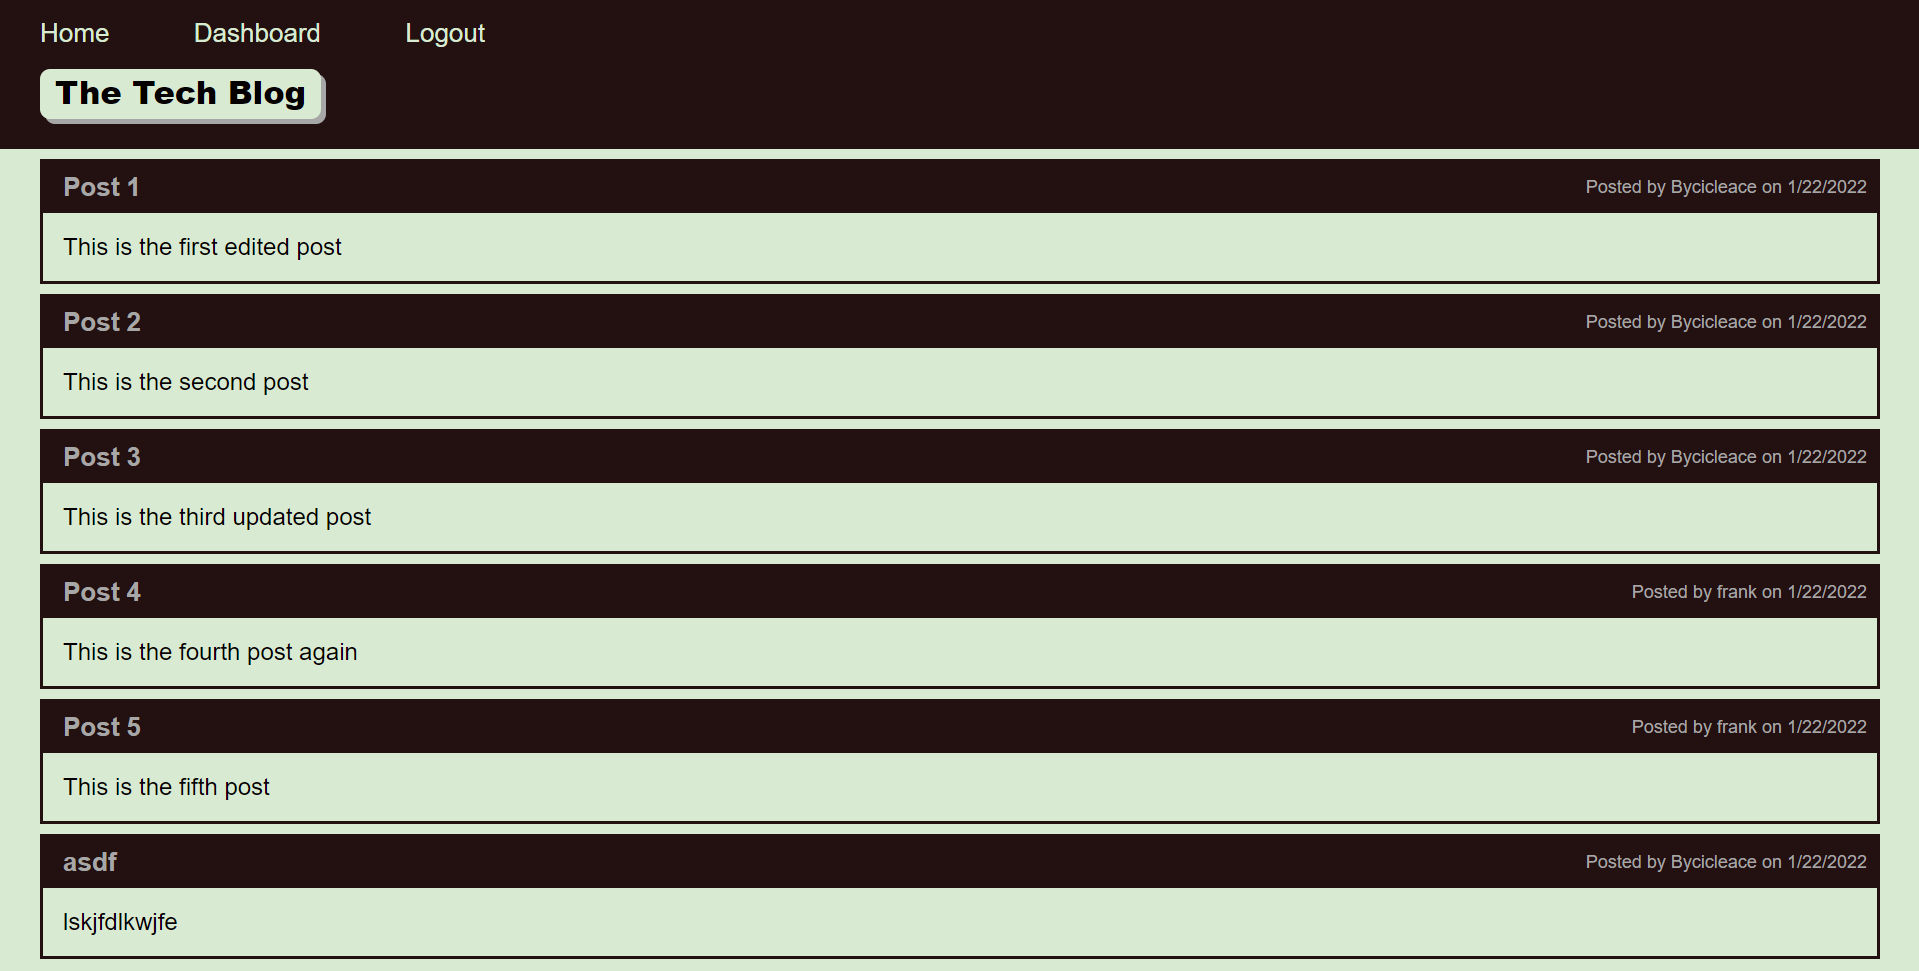 Home Dashboard Logout
The Tech Blog
Post 1 Posted by Bycicleace on 1/22/2022
This is the first edited post
Post 2 Posted by Bycicleace on 1/22/2022
This is the second post
Post 3 Posted by Bycicleace on 1/22/2022
This is the third updated post
Post 4 Posted by frank on 1/22/2022
This is the fourth post again
Post 5 Posted by frank on 1/22/2022
This is the fifth post
asdf Posted by Bycicleace on 1/22/2022
lskjfdlkwjfe